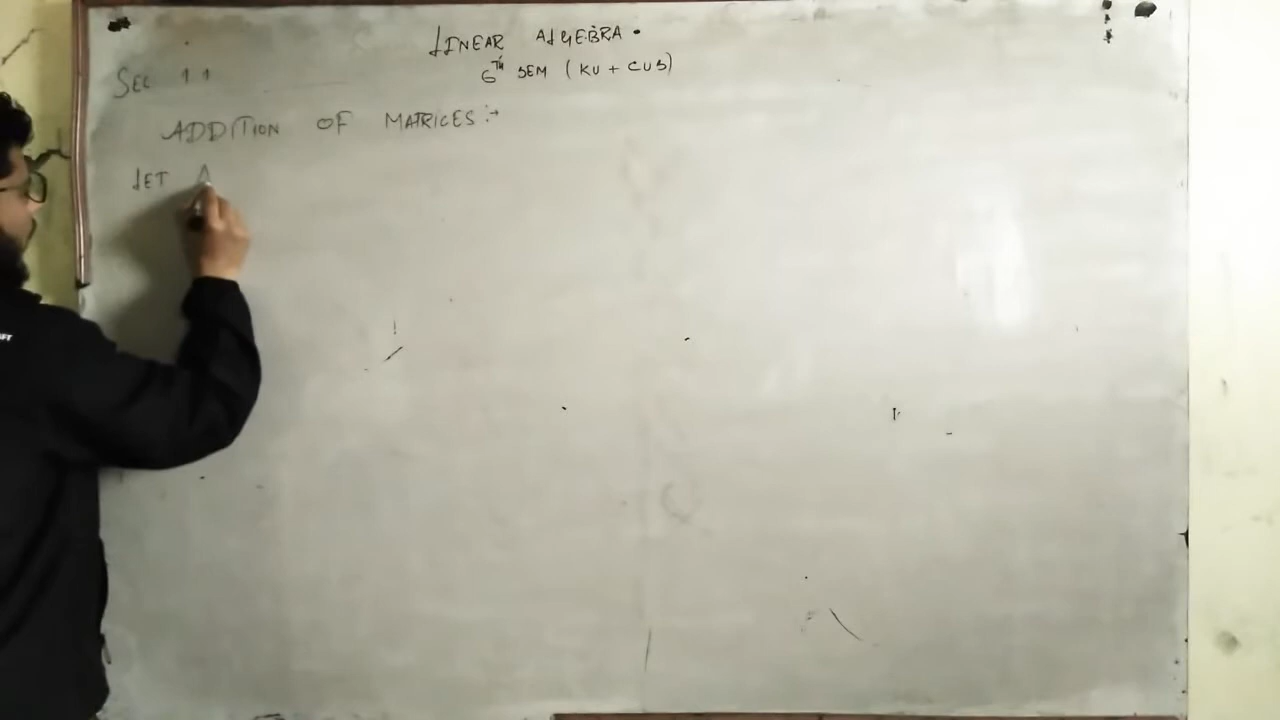 LINEAR ALGEBRA.
6TH SEM (KU + CUS)
SEC 1.1
ADDITION OF MATRICES:-
LET A